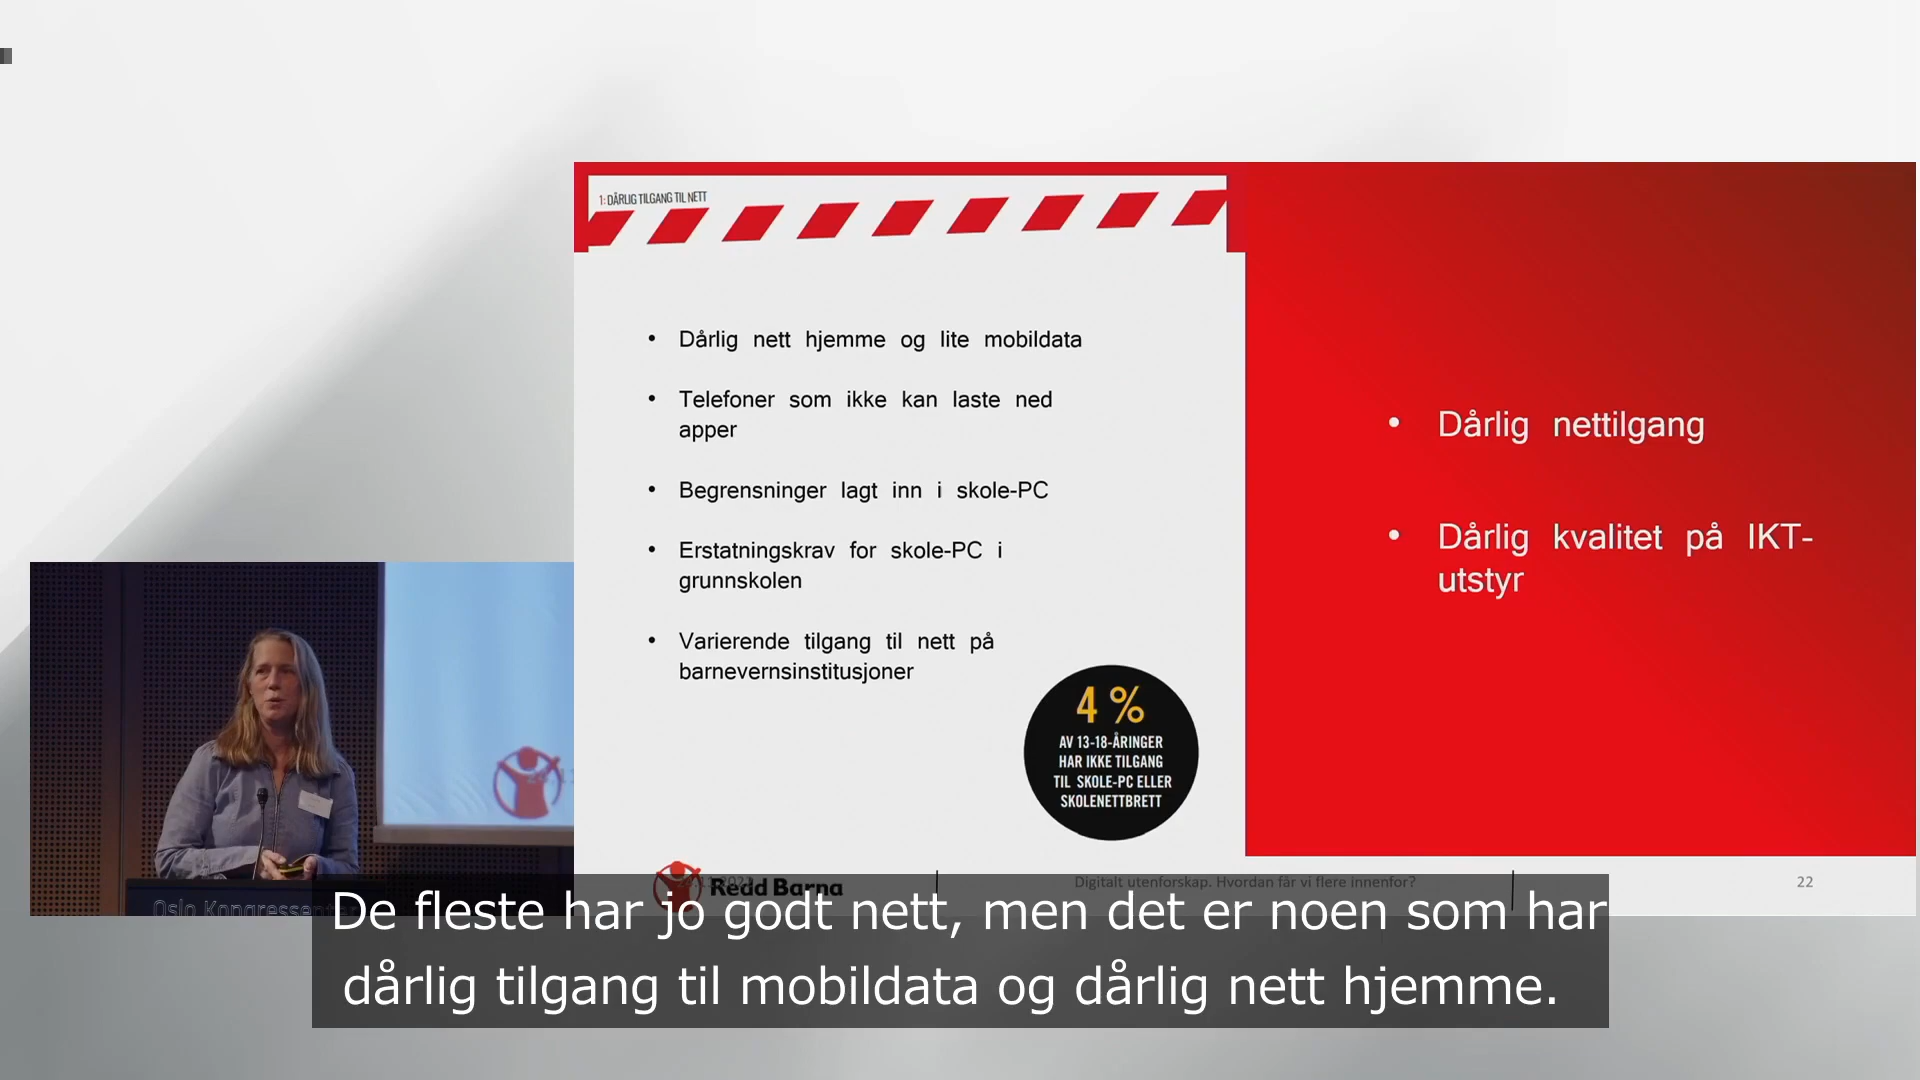 1: DÅRLIG TILGANG TIL NETT
• Dårlig nett hjemme og lite mobildata
• Telefoner som ikke kan laste ned
apper
• Begrensninger lagt inn i skole-PC
• Erstatningskrav for skole-PC i
grunnskolen
• Varierende tilgang til nett på
barnevernsinstitusjoner
4 %
AV 13-18-ÅRINGER
HAR IKKE TILGANG
TIL SKOLE-PC ELLER
SKOLENETTBRETT
• Dårlig nettilgang
• Dårlig kvalitet på IKT-
utstyr
Redd Barna
Digitalt utenforskap. Hvordan får vi flere innenfor?
22
Oslo Kongressenter
De fleste har jo godt nett, men det er noen som har
dårlig tilgang til mobildata og dårlig nett hjemme.